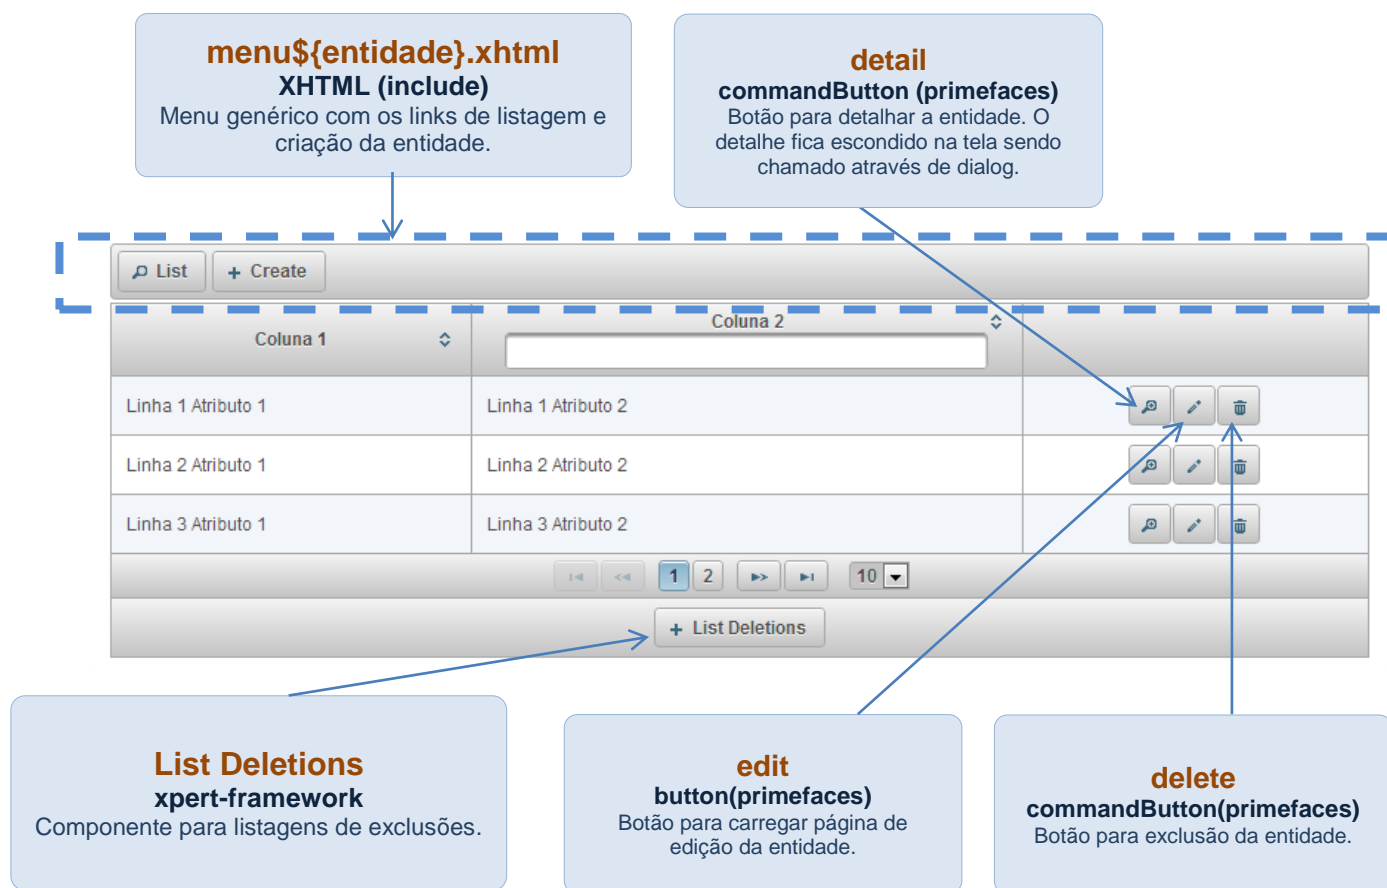 menu${entidade}.xhtml
XHTML (include)
Menu genérico com os links de listagem e
criação da entidade.
detail
commandButton (primefaces)
Botão para detalhar a entidade. O
detalhe fica escondido na tela sendo
chamado através de dialog.
List
+ Create
Coluna 1
Coluna 2
Linha 1 Atributo 1
Linha 1 Atributo 2
Linha 2 Atributo 1
Linha 2 Atributo 2
Linha 3 Atributo 1
Linha 3 Atributo 2
1 2 10
+ List Deletions
List Deletions
xpert-framework
Componente para listagens de exclusões.
edit
button(primefaces)
Botão para carregar página de
edição da entidade.
delete
commandButton(primefaces)
Botão para exclusão da entidade.